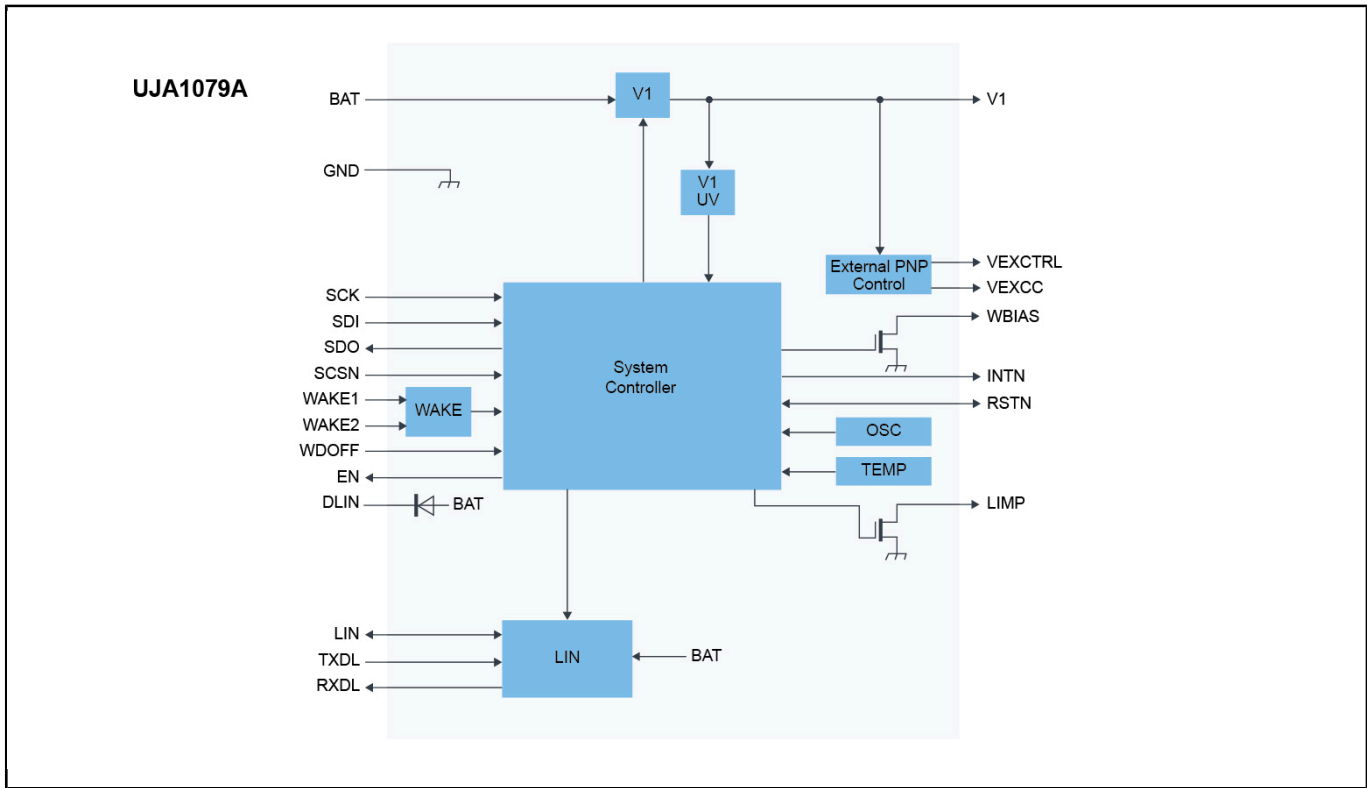 UJA1079A
BAT
V1
V1
GND
V1
UV
External PNP
Control
VEXCTRL
VEXCC
WBIAS
SCK
SDI
SDO
SCSN
WAKE1
WAKE2
WAKE
WDOFF
EN
DLIN
BAT
System
Controller
INTN
RSTN
OSC
TEMP
LIMP
LIN
TXDL
RXDL
LIN
BAT